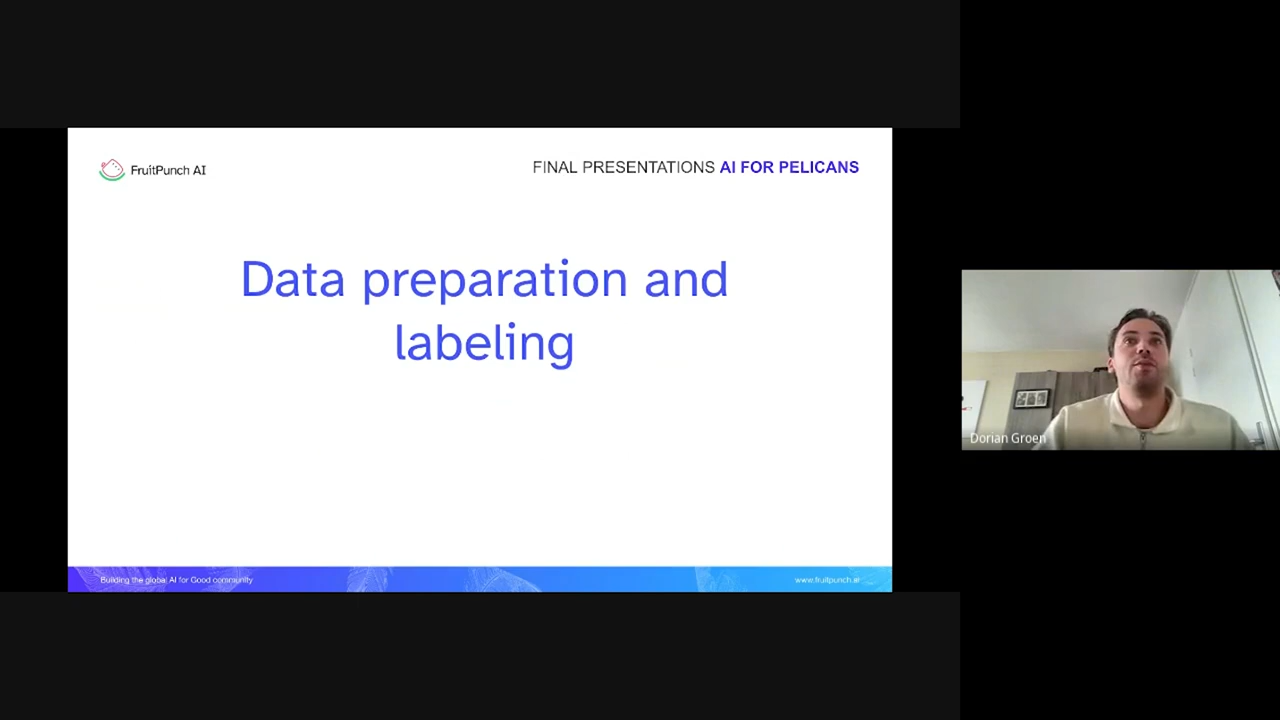 FruitPunch AI
FINAL PRESENTATIONS AI FOR PELICANS
Data preparation and
labeling
Dorian Groen
Building the global AI for Good community
www.fruitpunch.ai